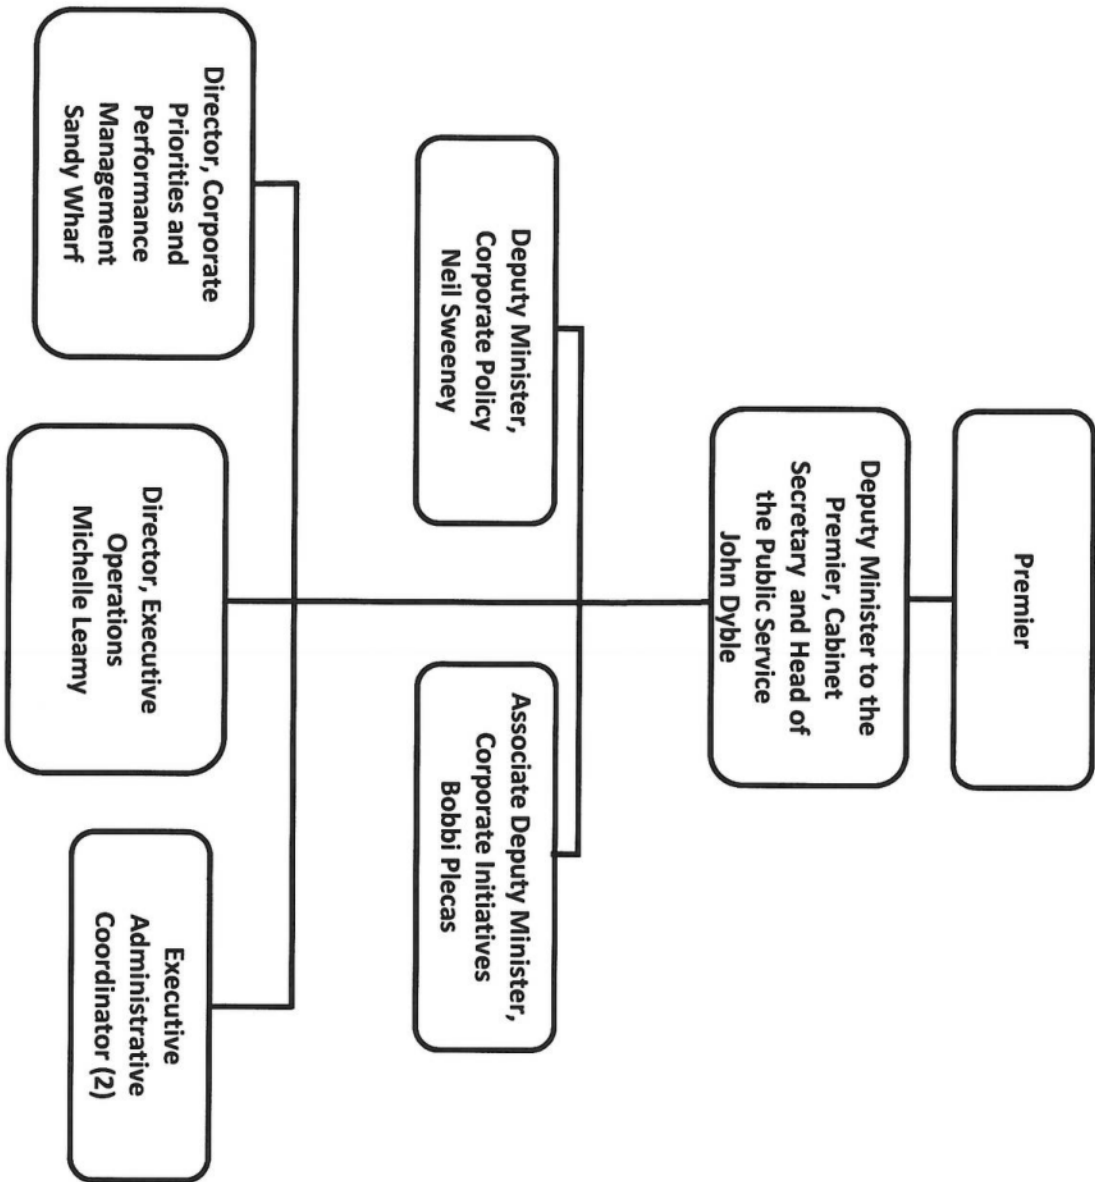 Premier
Deputy Minister to the
Premier, Cabinet
Secretary and Head of
the Public Service
John Dyble
Deputy Minister,
Corporate Policy
Neil Sweeney
Associate Deputy Minister,
Corporate Initiatives
Bobbi Plecas
Director, Corporate
Priorities and
Performance
Management
Sandy Wharf
Director, Executive
Operations
Michelle Leamy
Executive
Administrative
Coordinator (2)